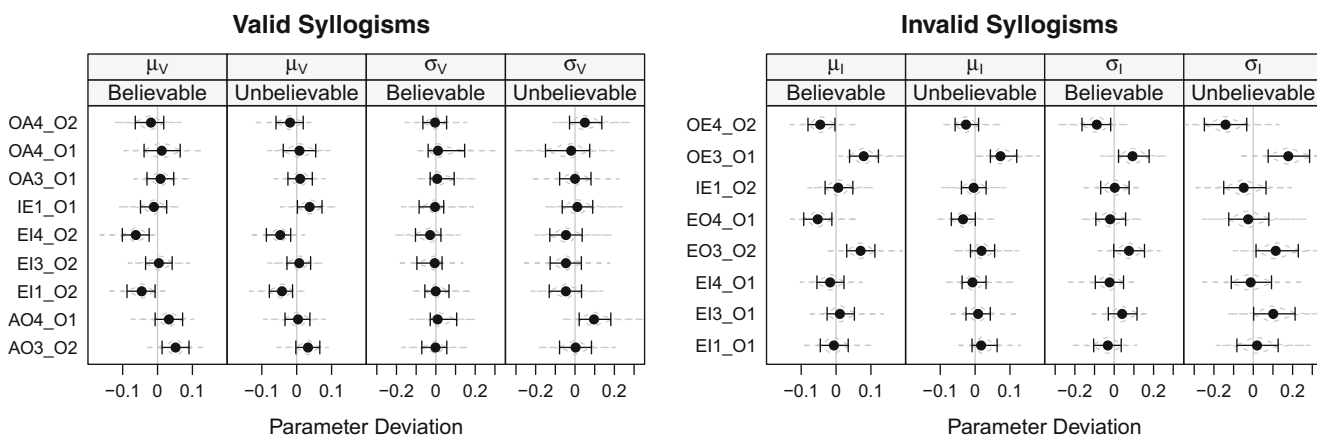 Valid Syllogisms
μV μV σV σV
Believable Unbelievable Believable Unbelievable
OA4_O2
OA4_O1
OA3_O1
IE1_O1
EI4_O2
EI3_O2
EI1_O2
AO4_O1
AO3_O2
−0.1 0 0.1 −0.1 0 0.1 −0.2 0 0.2 −0.2 0 0.2
Parameter Deviation
Invalid Syllogisms
μI μI σI σI
Believable Unbelievable Believable Unbelievable
OE4_O2
OE3_O1
IE1_O2
EO4_O1
EO3_O2
EI4_O1
EI3_O1
EI1_O1
−0.1 0 0.1 −0.1 0 0.1 −0.2 0 0.2 −0.2 0 0.2
Parameter Deviation